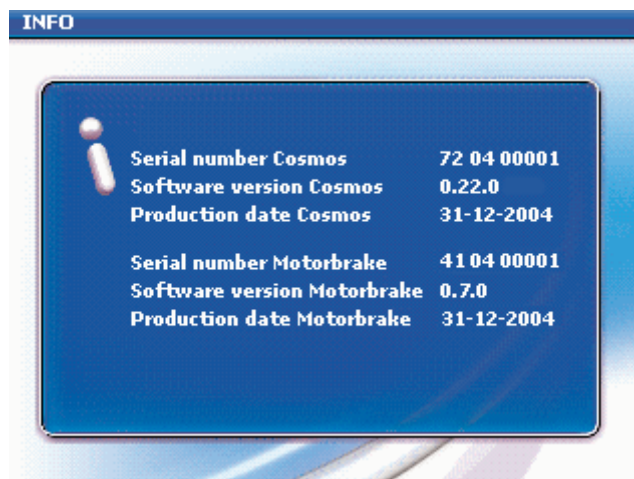 INFO
Serial number Cosmos 72 04 00001
Software version Cosmos 0.22.0
Production date Cosmos 31-12-2004
Serial number Motorbrake 41 04 00001
Software version Motorbrake 0.7.0
Production date Motorbrake 31-12-2004